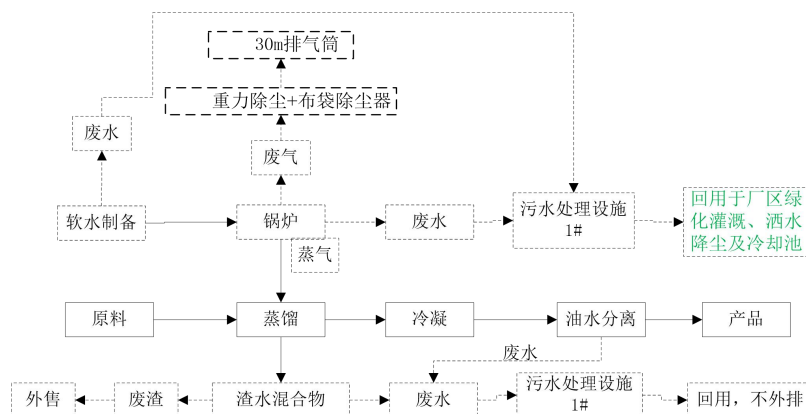 30m排气筒
重力除尘+布袋除尘器
废水
废气
软水制备
锅炉
废水
污水处理设施
1#
回用于厂区绿
化灌溉、洒水
降尘及冷却池
蒸气
原料
蒸馏
冷凝
油水分离
产品
废水
外售
废渣
渣水混合物
废水
污水处理设施
1#
回用，不外排